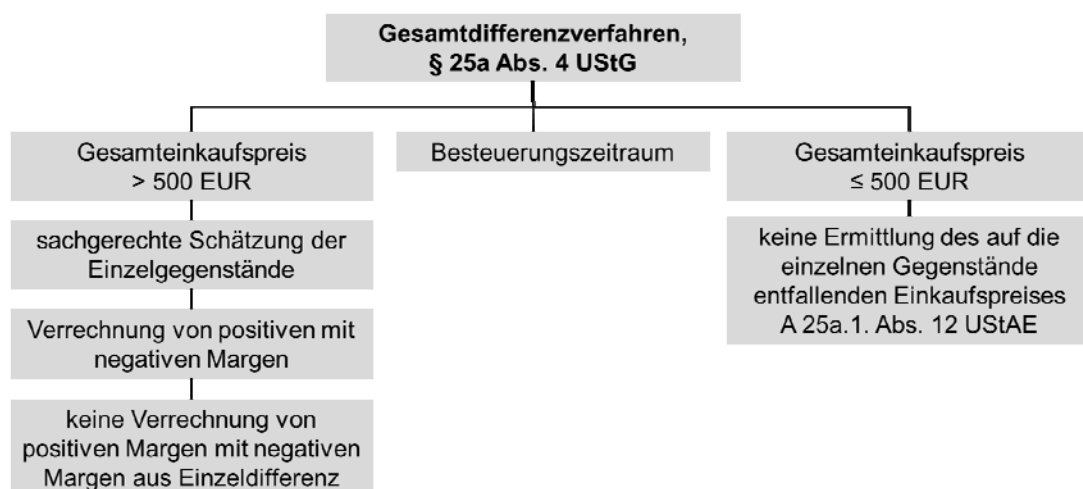 Gesamtdifferenzverfahren,
§ 25a Abs. 4 UStG
Gesamteinkaufspreis
> 500 EUR
sachgerechte Schätzung der
Einzelgegenstände
Verrechnung von positiven mit
negativen Margen
keine Verrechnung von
positiven Margen mit negativen
Margen aus Einzeldifferenz
Besteuerungszeitraum
Gesamteinkaufspreis
≤ 500 EUR
keine Ermittlung des auf die
einzelnen Gegenstände
entfallenden Einkaufspreises
A 25a.1. Abs. 12 UStAE